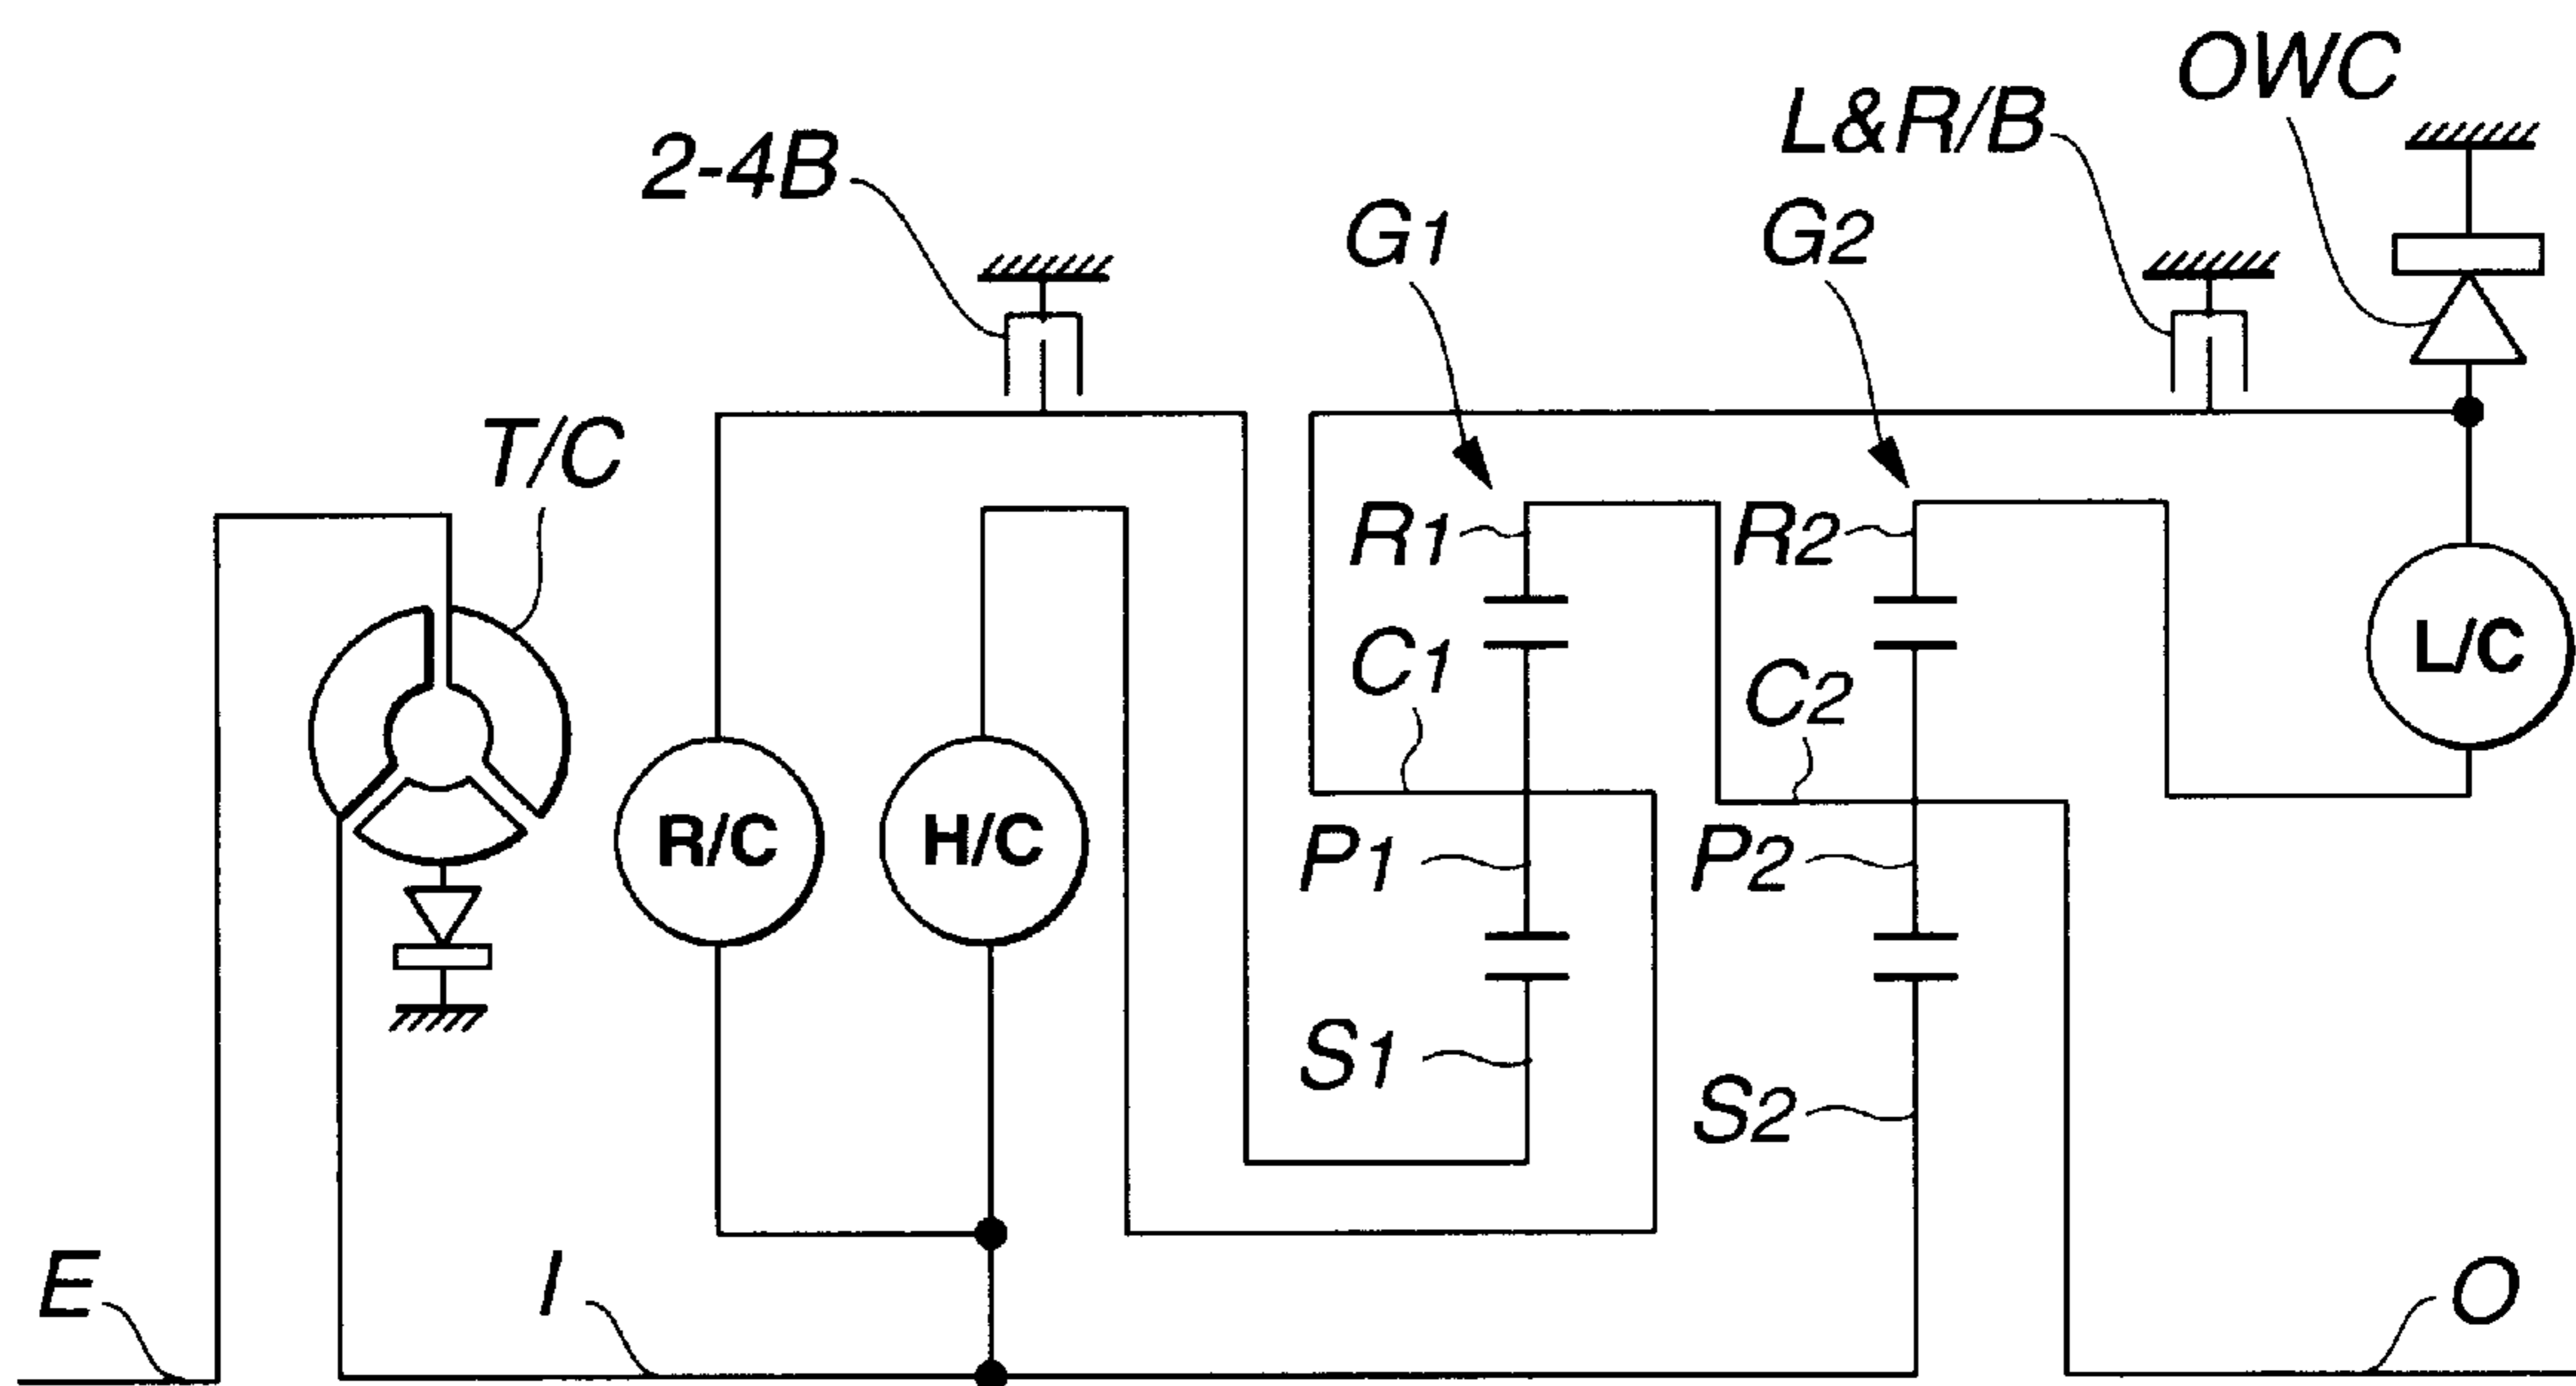 OWC
L&R/B
2-4B
G1
G2
T/C
R1
R2
C1
C2
L/C
R/C
H/C
P1
P2
S1
S2
E
I
O